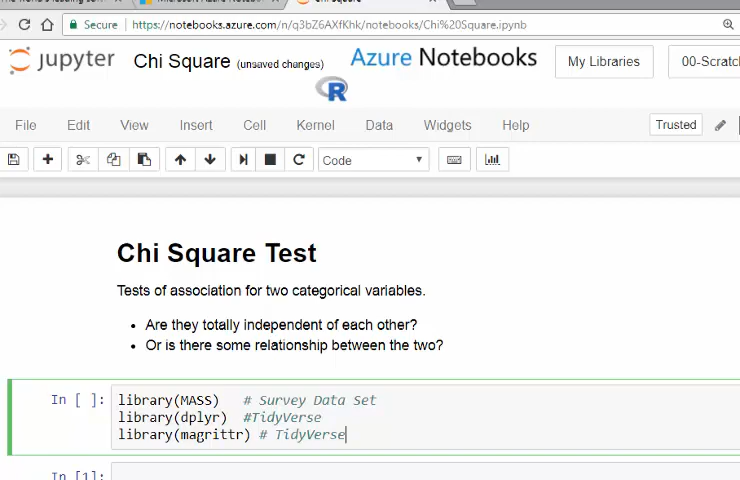 Secure https://notebooks.azure.com/n/q3bZ6AXfKhk/notebooks/Chi%20Square.ipynb
jupyter Chi Square (unsaved changes) Azure Notebooks My Libraries 00-Scratc
R
File Edit View Insert Cell Kernel Data Widgets Help Trusted
Code
Chi Square Test
Tests of association for two categorical variables.
• Are they totally independent of each other?
• Or is there some relationship between the two?
In [ ]: library(MASS) # Survey Data Set
library(dplyr) #TidyVerse
library(magrittr) # TidyVerse
In [1]: